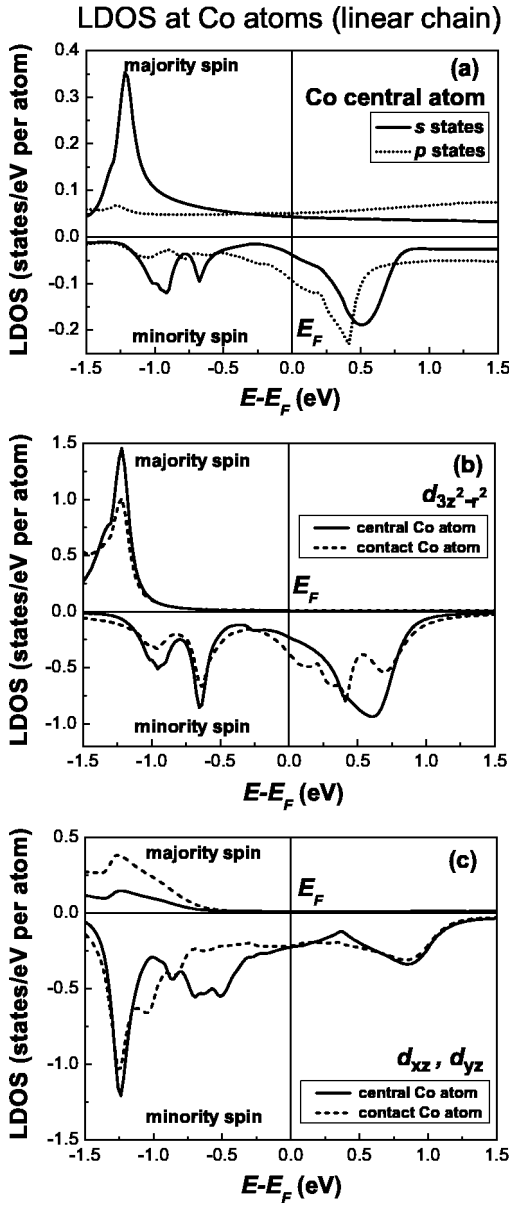 LDOS at Co atoms (linear chain)
LDOS (states/eV per atom)
0.4
0.3
0.2
0.1
0.0
-0.1
-0.2
majority spin
(a)
Co central atom
s states
p states
minority spin
E_F
-1.5 -1.0 -0.5 0.0 0.5 1.0 1.5
E-E_F (eV)
LDOS (states/eV per atom)
1.5
1.0
0.5
0.0
-0.5
-1.0
majority spin
(b)
d_{3z^2-r^2}
central Co atom
contact Co atom
E_F
minority spin
-1.5 -1.0 -0.5 0.0 0.5 1.0 1.5
E-E_F (eV)
LDOS (states/eV per atom)
0.5
0.0
-0.5
-1.0
-1.5
majority spin
(c)
E_F
d_{xz}, d_{yz}
central Co atom
contact Co atom
minority spin
-1.5 -1.0 -0.5 0.0 0.5 1.0 1.5
E-E_F (eV)